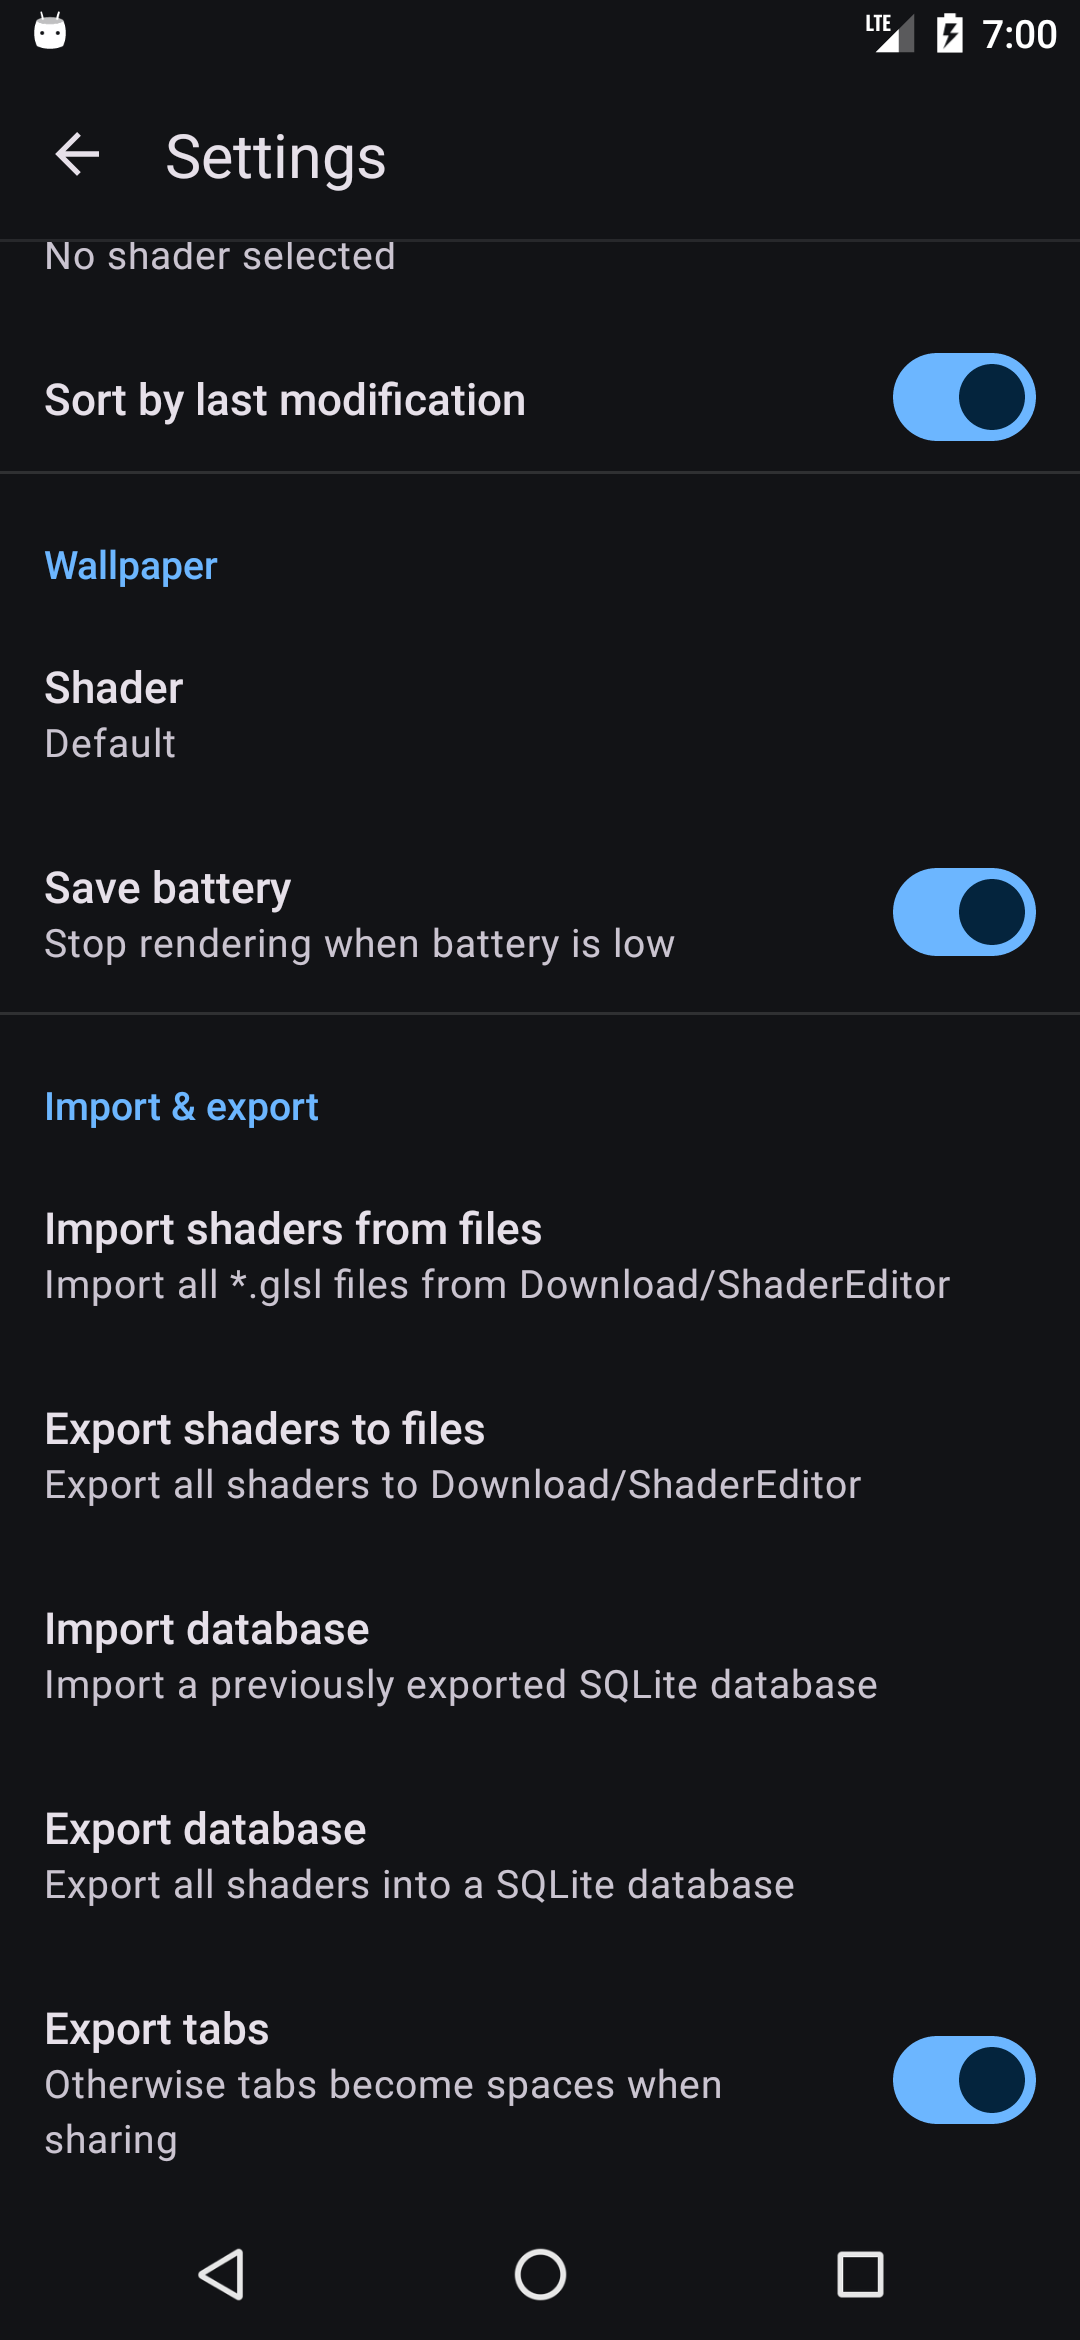 LTE 7:00
Settings
No shader selected
Sort by last modification
Wallpaper
Shader
Default
Save battery
Stop rendering when battery is low
Import & export
Import shaders from files
Import all *.glsl files from Download/ShaderEditor
Export shaders to files
Export all shaders to Download/ShaderEditor
Import database
Import a previously exported SQLite database
Export database
Export all shaders into a SQLite database
Export tabs
Otherwise tabs become spaces when
sharing